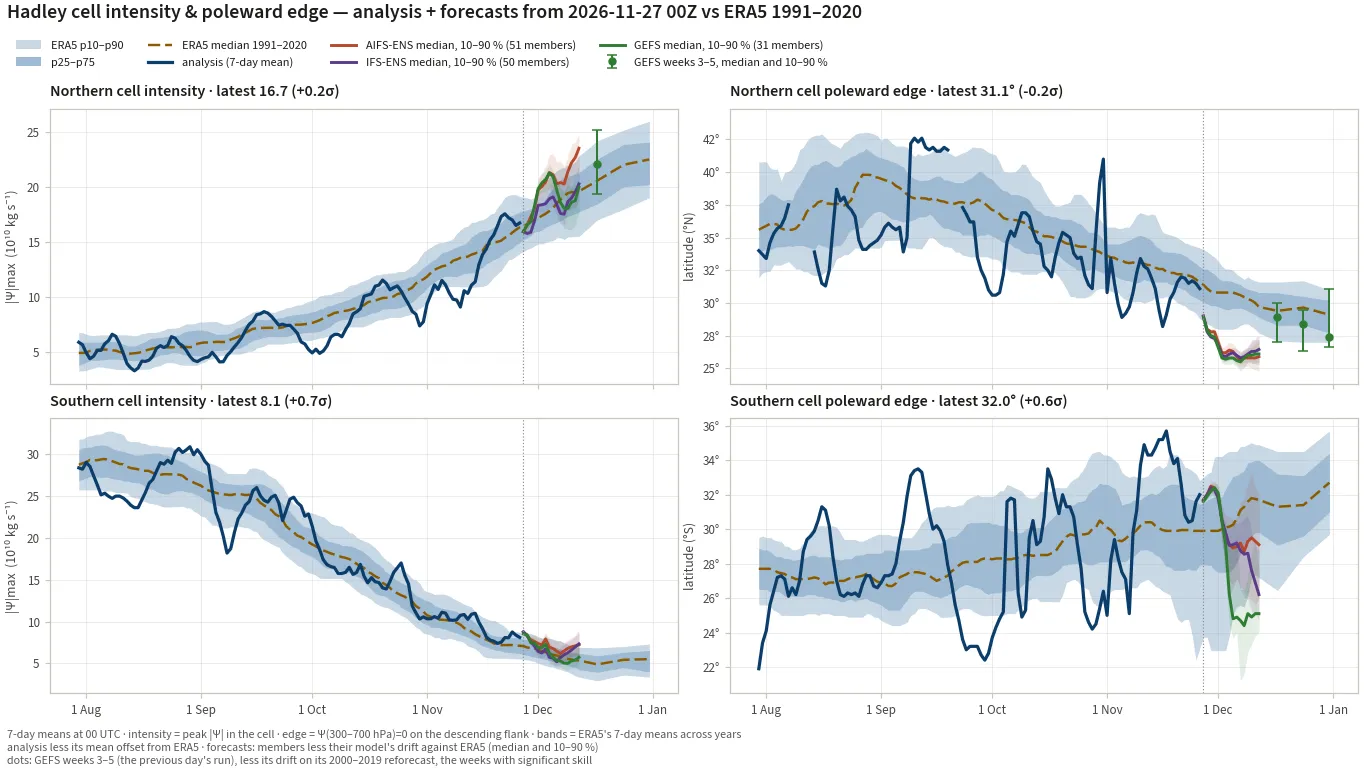 Hadley cell intensity & poleward edge — analysis + forecasts from 2026-11-27 00Z vs ERA5 1991–2020
ERA5 p10–p90
ERA5 median 1991–2020
AIFS-ENS median, 10–90 % (51 members)
GEFS median, 10–90 % (31 members)
p25–p75
analysis (7-day mean)
IFS-ENS median, 10–90 % (50 members)
GEFS weeks 3–5, median and 10–90 %
Northern cell intensity · latest 16.7 (+0.2σ)
25
20
15
10
5
|Ψ|max (10¹⁰ kg s⁻¹)
Northern cell poleward edge · latest 31.1° (-0.2σ)
42°
40°
38°
35°
32°
30°
28°
25°
latitude (°N)
Southern cell intensity · latest 8.1 (+0.7σ)
30
25
20
15
10
5
|Ψ|max (10¹⁰ kg s⁻¹)
1 Aug
1 Sep
1 Oct
1 Nov
1 Dec
1 Jan
Southern cell poleward edge · latest 32.0° (+0.6σ)
36°
34°
32°
30°
28°
26°
24°
22°
latitude (°S)
1 Aug
1 Sep
1 Oct
1 Nov
1 Dec
1 Jan
7-day means at 00 UTC · intensity = peak |Ψ| in the cell · edge = Ψ(300–700 hPa)=0 on the descending flank · bands = ERA5's 7-day means across years
analysis less its mean offset from ERA5 · forecasts: members less their model's drift against ERA5 (median and 10–90 %)
dots: GEFS weeks 3–5 (the previous day's run), less its drift on its 2000–2019 reforecast, the weeks with significant skill